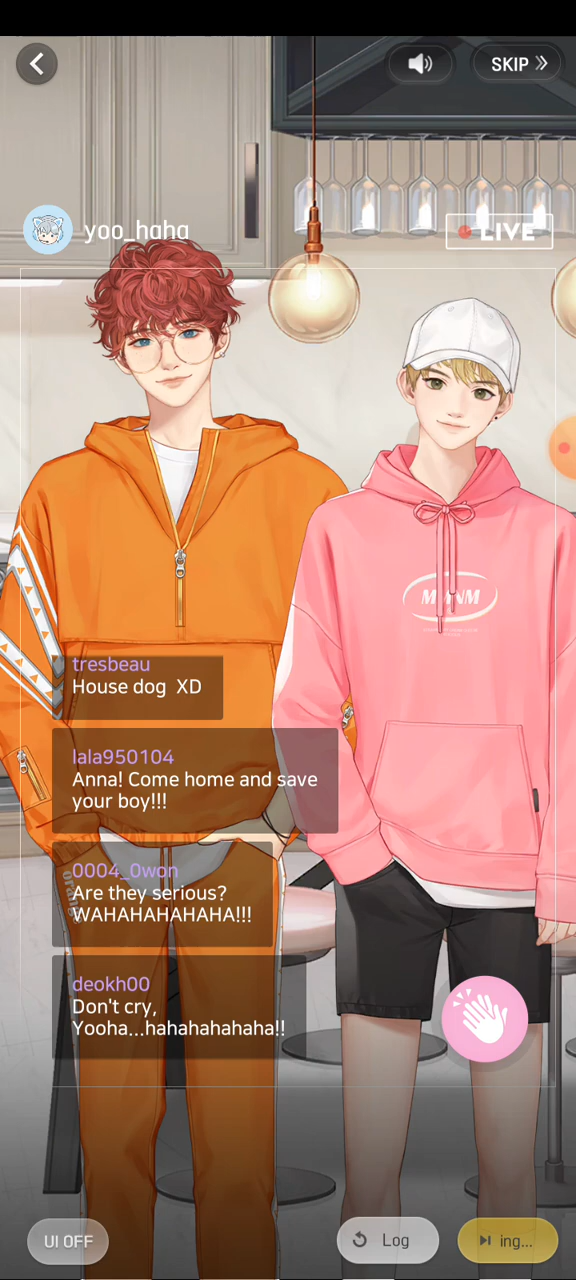 SKIP
yoo_haha
LIVE
tresbeau
House dog XD
lala950104
Anna! Come home and save
your boy!!!
0004_0won
Are they serious?
WAHAHAHAHAHA!!!
deokh00
Don't cry,
Yooha...hahahahahaha!!
UI OFF
Log
ing...